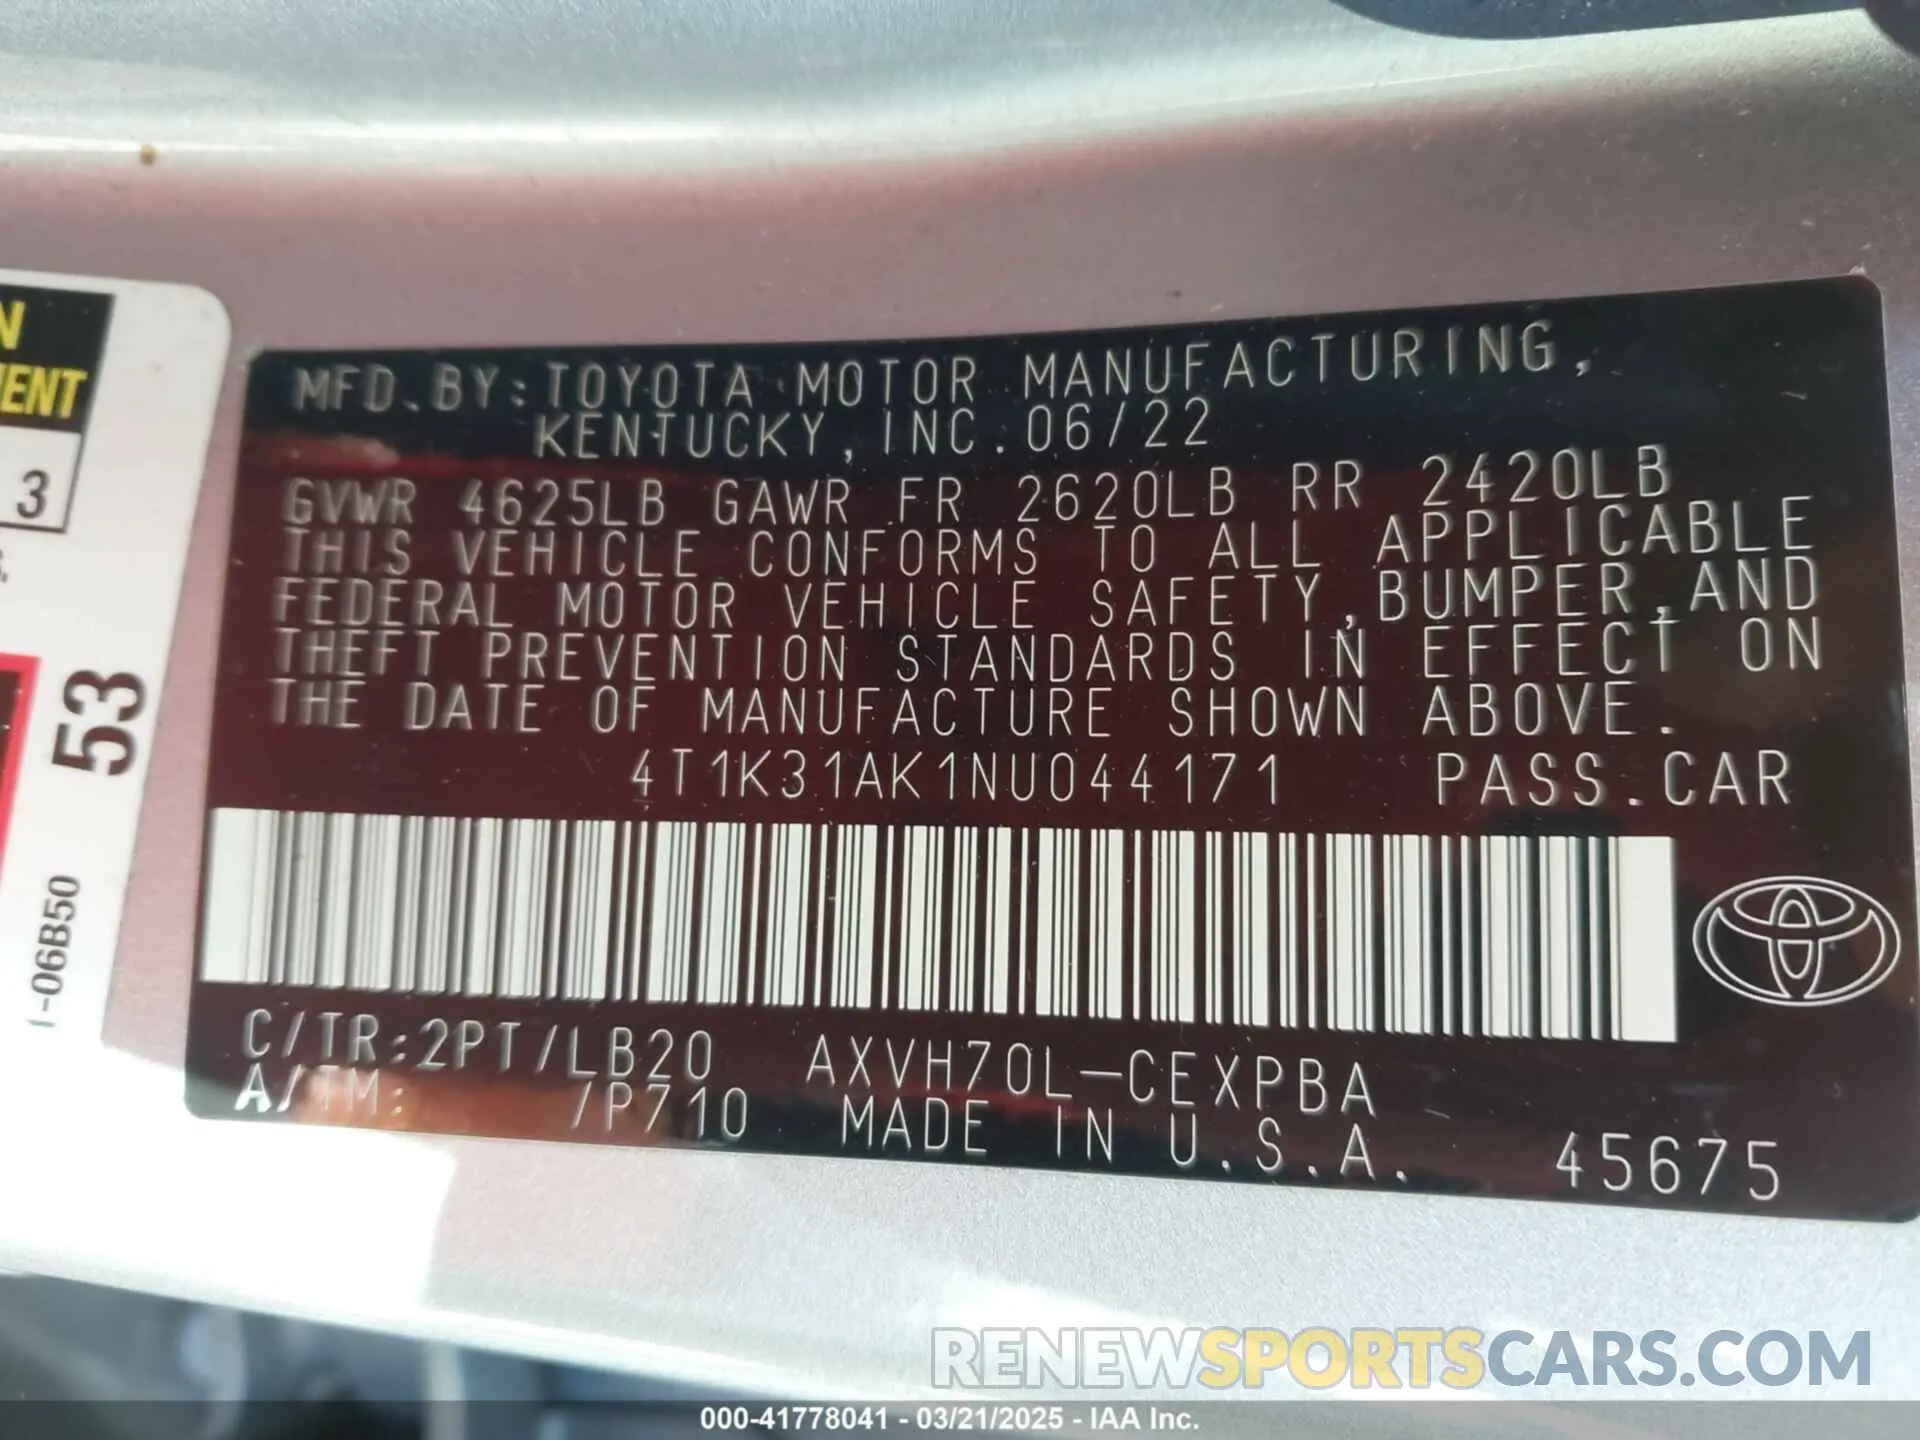 N
MENT
3
53
1-06B50
MFD. BY: TOYOTA MOTOR MANUFACTURING,
KENTUCKY, INC. 06/22
GVWR 4625LB GAWR FR 2620LB RR 2420LB
THIS VEHICLE CONFORMS TO ALL APPLICABLE
FEDERAL MOTOR VEHICLE SAFETY, BUMPER, AND
THEFT PREVENTION STANDARDS IN EFFECT ON
THE DATE OF MANUFACTURE SHOWN ABOVE.
4T1K31AK1NU044171 PASS. CAR
C/TR: 2PT/LB20 AXVH70L-CEXPBA
A/TM: /P710 MADE IN U.S.A. 45675
RENEWSPORTSCARS.COM
000-41778041 - 03/21/2025 - IAA Inc.